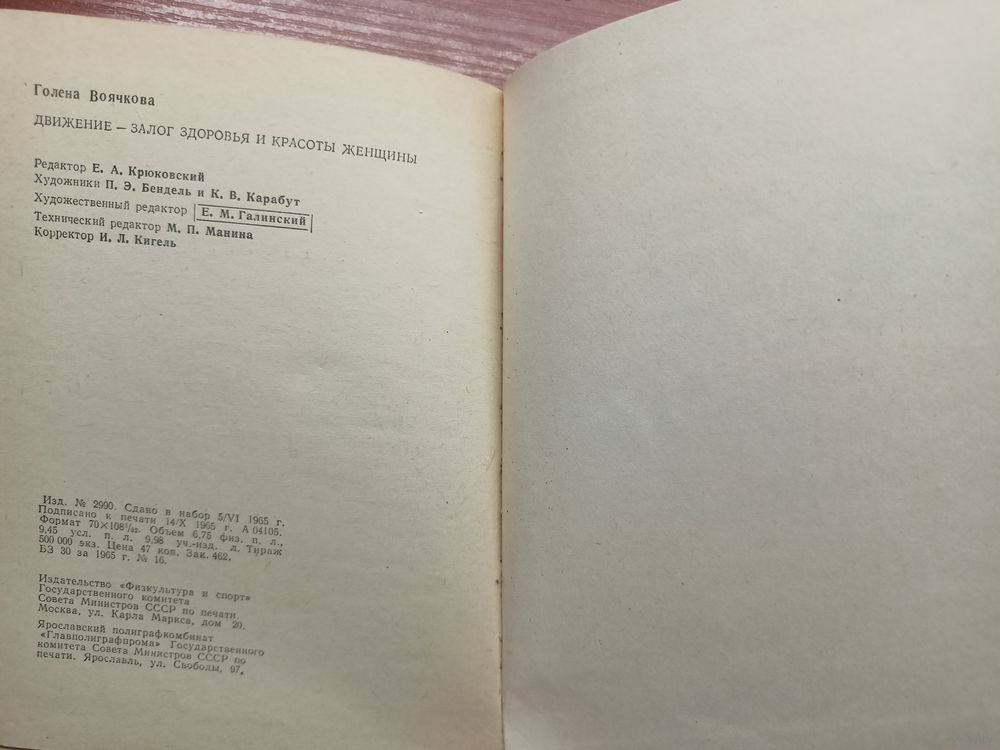 Голена Воячкова
ДВИЖЕНИЕ — ЗАЛОГ ЗДОРОВЬЯ И КРАСОТЫ ЖЕНЩИНЫ
Редактор Е. А. Крюковский
Художники П. Э. Бендель и К. В. Карабут
Художественный редактор Е. М. Галинский
Технический редактор М. П. Манина
Корректор И. Л. Кигель
Изд. № 2990. Сдано в набор 5/VI 1965 г.
Подписано к печати 14/X 1965 г. А 04105.
Формат 70×108¹/₃₂. Объем 6,75 физ. п. л.,
9,45 усл. п. л. 9,98 уч.-изд. л. Тираж
500 000 экз. Цена 47 коп. Зак. 462.
БЗ 30 за 1965 г. № 16.
Издательство «Физкультура и спорт»
Государственного комитета
Совета Министров СССР по печати.
Москва, ул. Карла Маркса, дом 20.
Ярославский полиграфкомбинат
«Главполиграфпрома» Государственного
комитета Совета Министров СССР по
печати. Ярославль, ул. Свободы, 97.